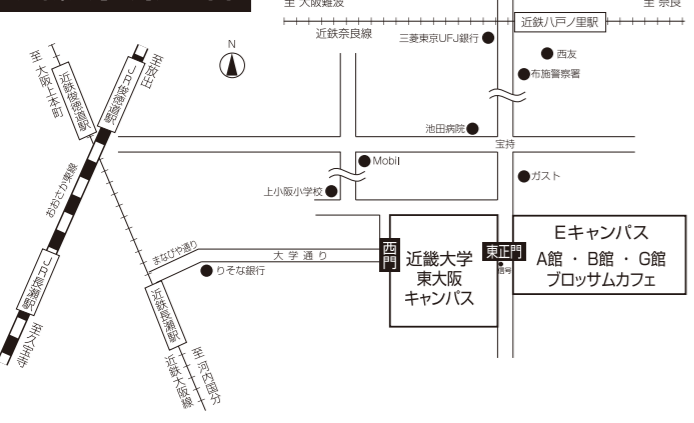 至 大阪難波
至 奈良
近鉄八戸ノ里駅
近鉄奈良線
三菱東京UFJ銀行
西友
布施警察署
N
至放出
至 大阪上本町
近鉄俊徳道駅
JR俊徳道駅
池田病院
宝持
Mobil
ガスト
上小阪小学校
おおさか東線
まなびや通り
大学通り
りそな銀行
西門
近畿大学
東大阪
キャンパス
東正門
信号
Eキャンパス
A館・B館・G館
ブロッサムカフェ
JR長瀬駅
近鉄長瀬駅
至久宝寺
近鉄大阪線
至 河内国分